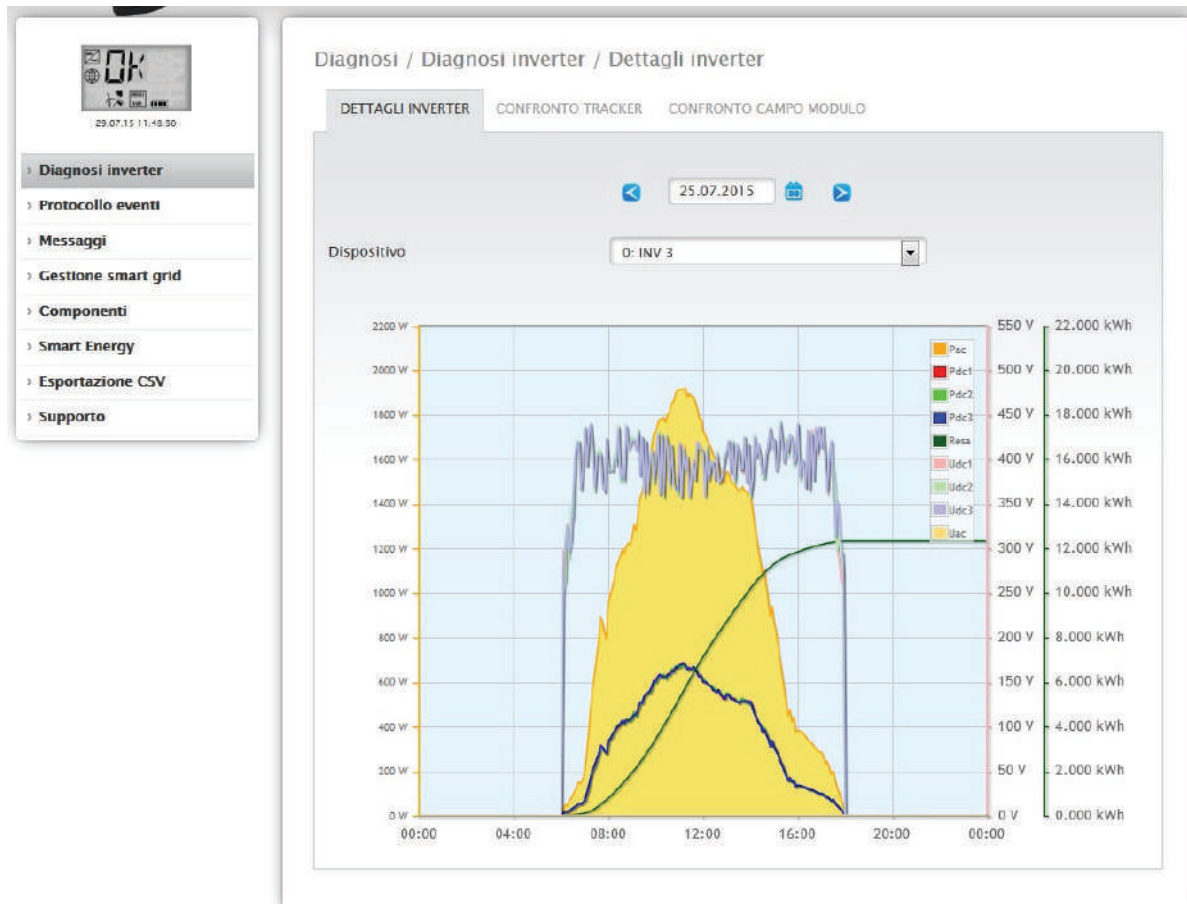 OK
29.07.15 11:48:50
Diagnosi inverter
Protocollo eventi
Messaggi
Gestione smart grid
Componenti
Smart Energy
Esportazione CSV
Supporto
Diagnosi / Diagnosi inverter / Dettagli inverter
DETTAGLI INVERTER CONFRONTO TRACKER CONFRONTO CAMPO MODULO
25.07.2015
Dispositivo 0: INV 3
2200 W 550 V 22.000 kWh
2000 W 500 V 20.000 kWh
1800 W 450 V 18.000 kWh
1600 W 400 V 16.000 kWh
1400 W 350 V 14.000 kWh
1200 W 300 V 12.000 kWh
1000 W 250 V 10.000 kWh
800 W 200 V 8.000 kWh
600 W 150 V 6.000 kWh
400 W 100 V 4.000 kWh
200 W 50 V 2.000 kWh
0 W 0 V 0.000 kWh
Pac
Pdc1
Pdc2
Pdc3
Resa
Udc1
Udc2
Udc3
Uac
00:00 04:00 08:00 12:00 16:00 20:00 00:00